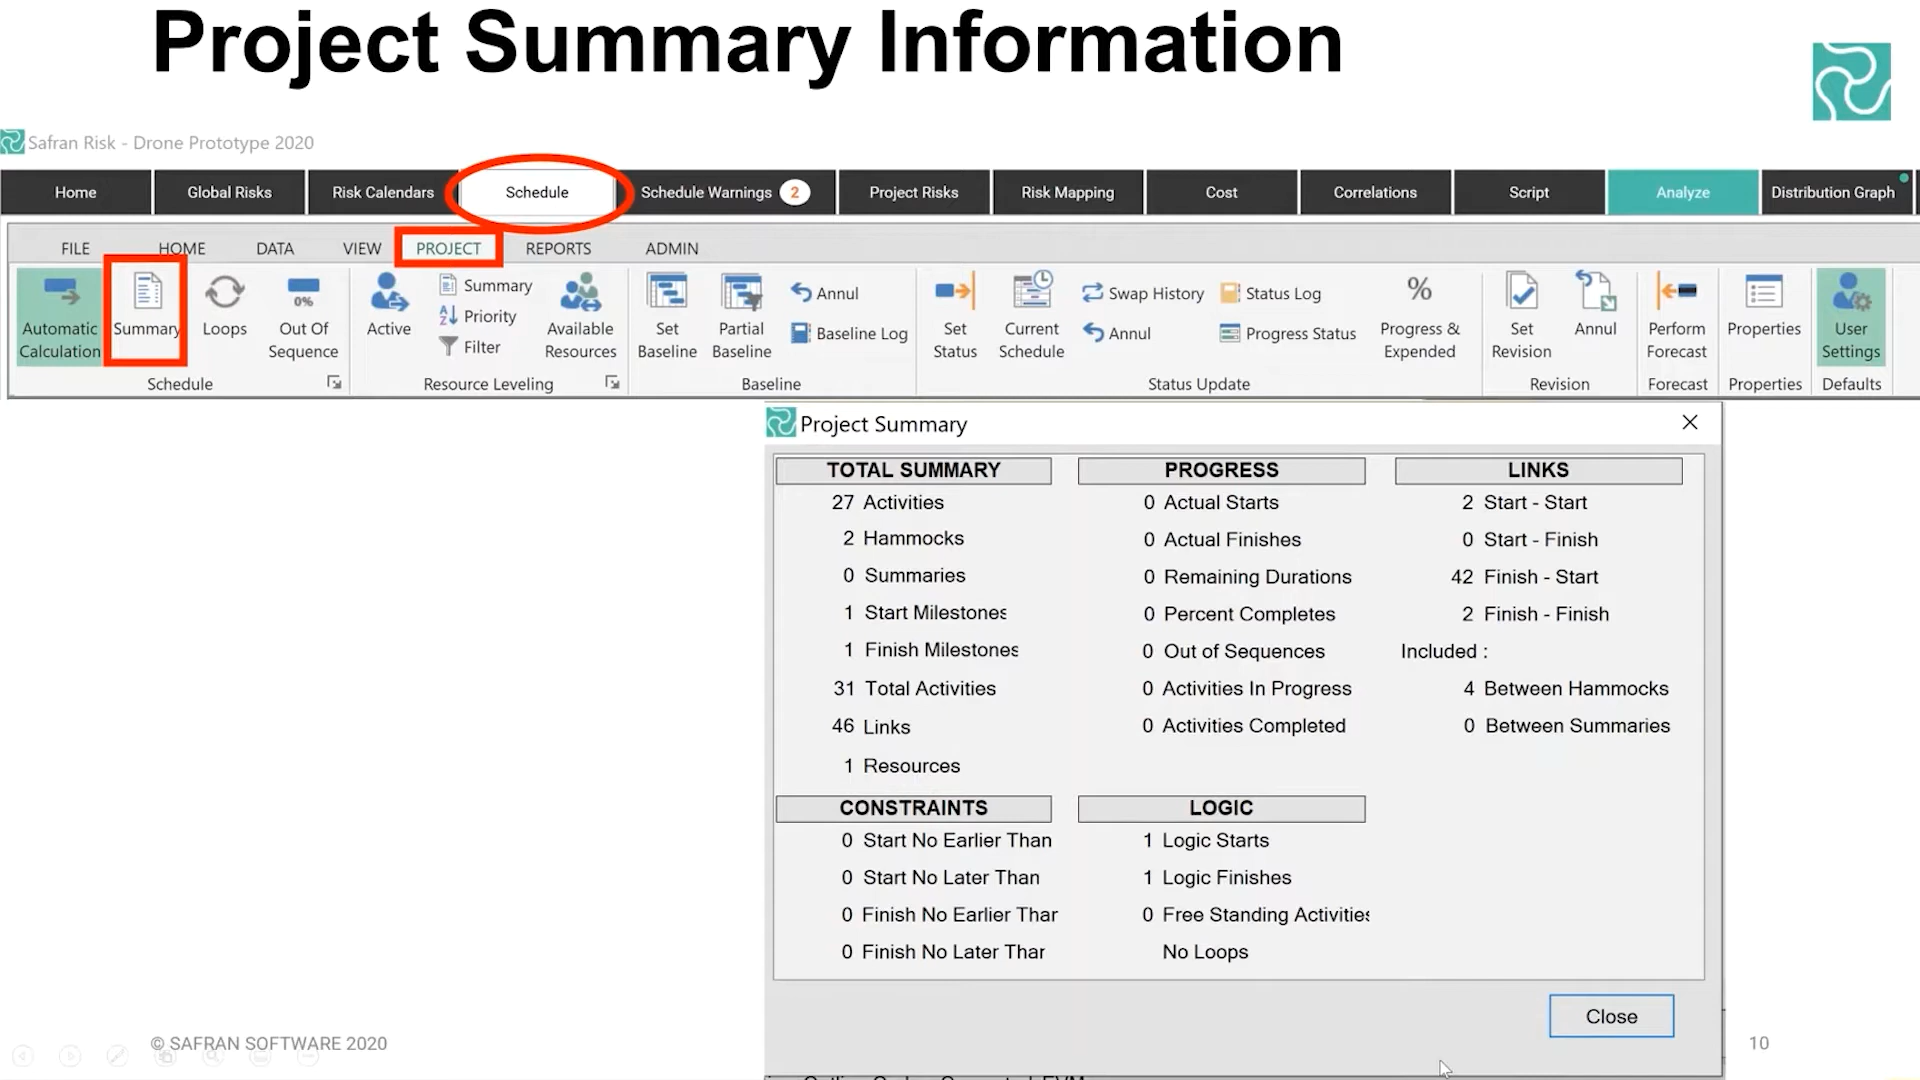 Project Summary Information
Safran Risk - Drone Prototype 2020
Home Global Risks Risk Calendars Schedule Schedule Warnings 2 Project Risks Risk Mapping Cost Correlations Script Analyze Distribution Graph
FILE HOME DATA VIEW PROJECT REPORTS ADMIN
Automatic Calculation
Summary
Loops
0%
Out Of Sequence
Schedule
Active
Summary
Priority
Filter
Available Resources
Resource Leveling
Set Baseline
Partial Baseline
Annul
Baseline Log
Baseline
Set Status
Current Schedule
Swap History
Annul
Status Log
Progress Status
%
Progress & Expended
Status Update
Set Revision
Annul
Revision
Perform Forecast
Forecast
Properties
Properties
User Settings
Defaults
Project Summary
TOTAL SUMMARY
27 Activities
2 Hammocks
0 Summaries
1 Start Milestones
1 Finish Milestones
31 Total Activities
46 Links
1 Resources
PROGRESS
0 Actual Starts
0 Actual Finishes
0 Remaining Durations
0 Percent Completes
0 Out of Sequences
0 Activities In Progress
0 Activities Completed
LINKS
2 Start - Start
0 Start - Finish
42 Finish - Start
2 Finish - Finish
Included :
4 Between Hammocks
0 Between Summaries
CONSTRAINTS
0 Start No Earlier Than
0 Start No Later Than
0 Finish No Earlier Than
0 Finish No Later Than
LOGIC
1 Logic Starts
1 Logic Finishes
0 Free Standing Activities
No Loops
Close
© SAFRAN SOFTWARE 2020
10